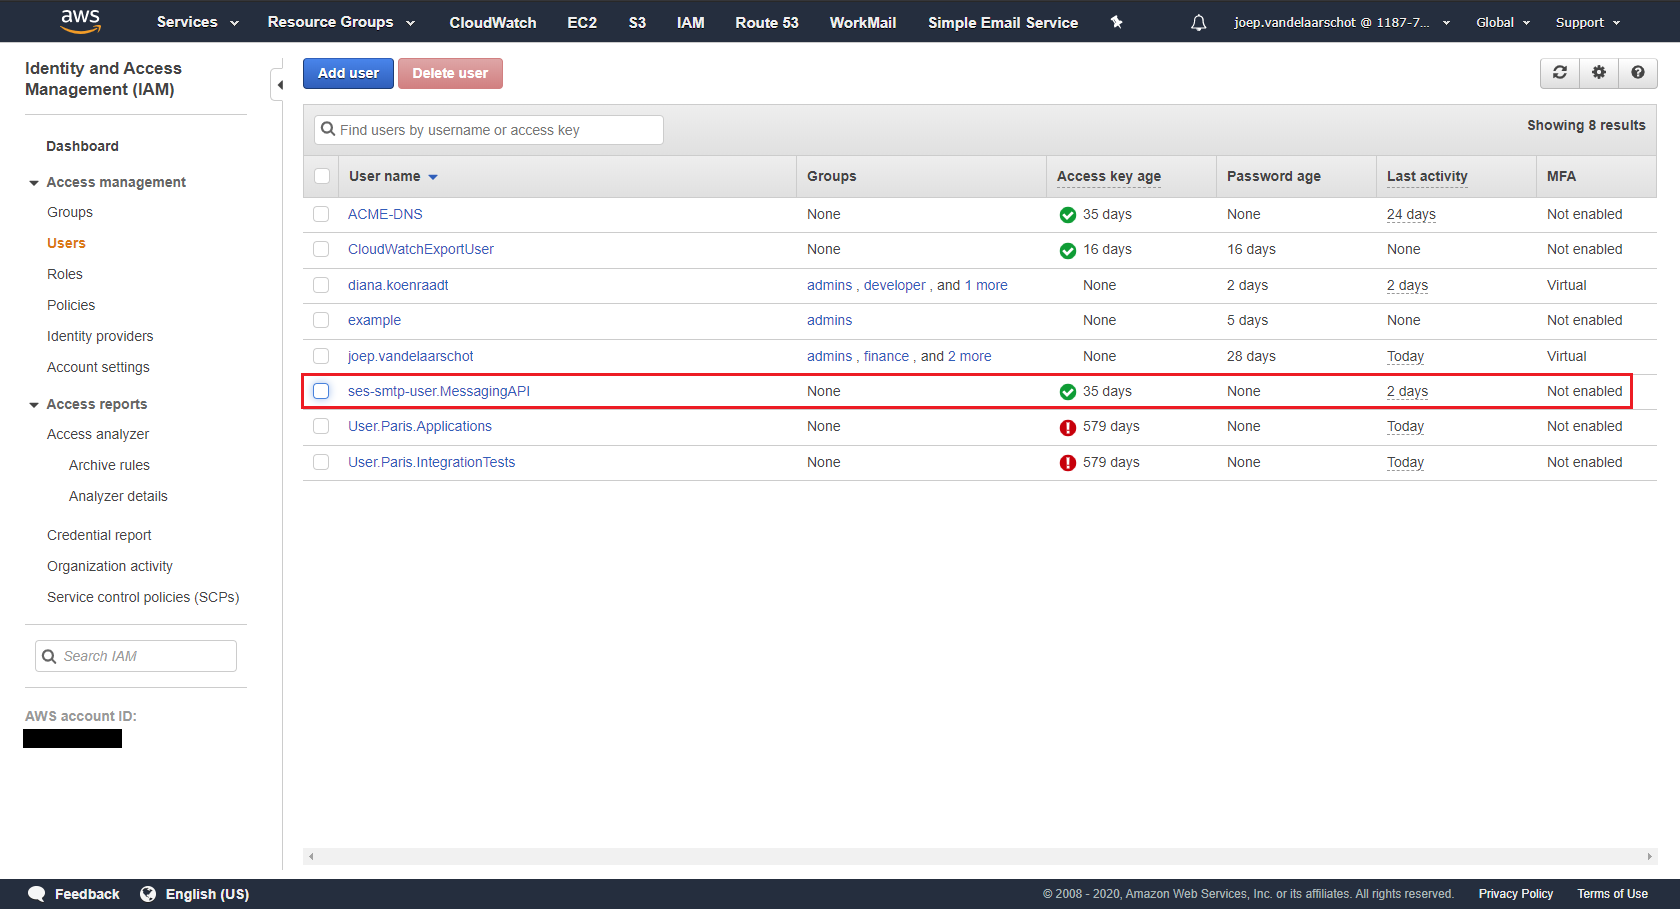 aws Services Resource Groups CloudWatch EC2 S3 IAM Route 53 WorkMail Simple Email Service joep.vandelaarschot @ 1187-7... Global Support
Identity and Access
Management (IAM)
Dashboard
Access management
Groups
Users
Roles
Policies
Identity providers
Account settings
Access reports
Access analyzer
Archive rules
Analyzer details
Credential report
Organization activity
Service control policies (SCPs)
Search IAM
AWS account ID:
Add user Delete user
Find users by username or access key Showing 8 results
User name Groups Access key age Password age Last activity MFA
ACME-DNS None 35 days None 24 days Not enabled
CloudWatchExportUser None 16 days 16 days None Not enabled
diana.koenraadt admins , developer , and 1 more None 2 days 2 days Virtual
example admins None 5 days None Not enabled
joep.vandelaarschot admins , finance , and 2 more None 28 days Today Virtual
ses-smtp-user.MessagingAPI None 35 days None 2 days Not enabled
User.Paris.Applications None 579 days None Today Not enabled
User.Paris.IntegrationTests None 579 days None Today Not enabled
Feedback English (US) © 2008 - 2020, Amazon Web Services, Inc. or its affiliates. All rights reserved. Privacy Policy Terms of Use